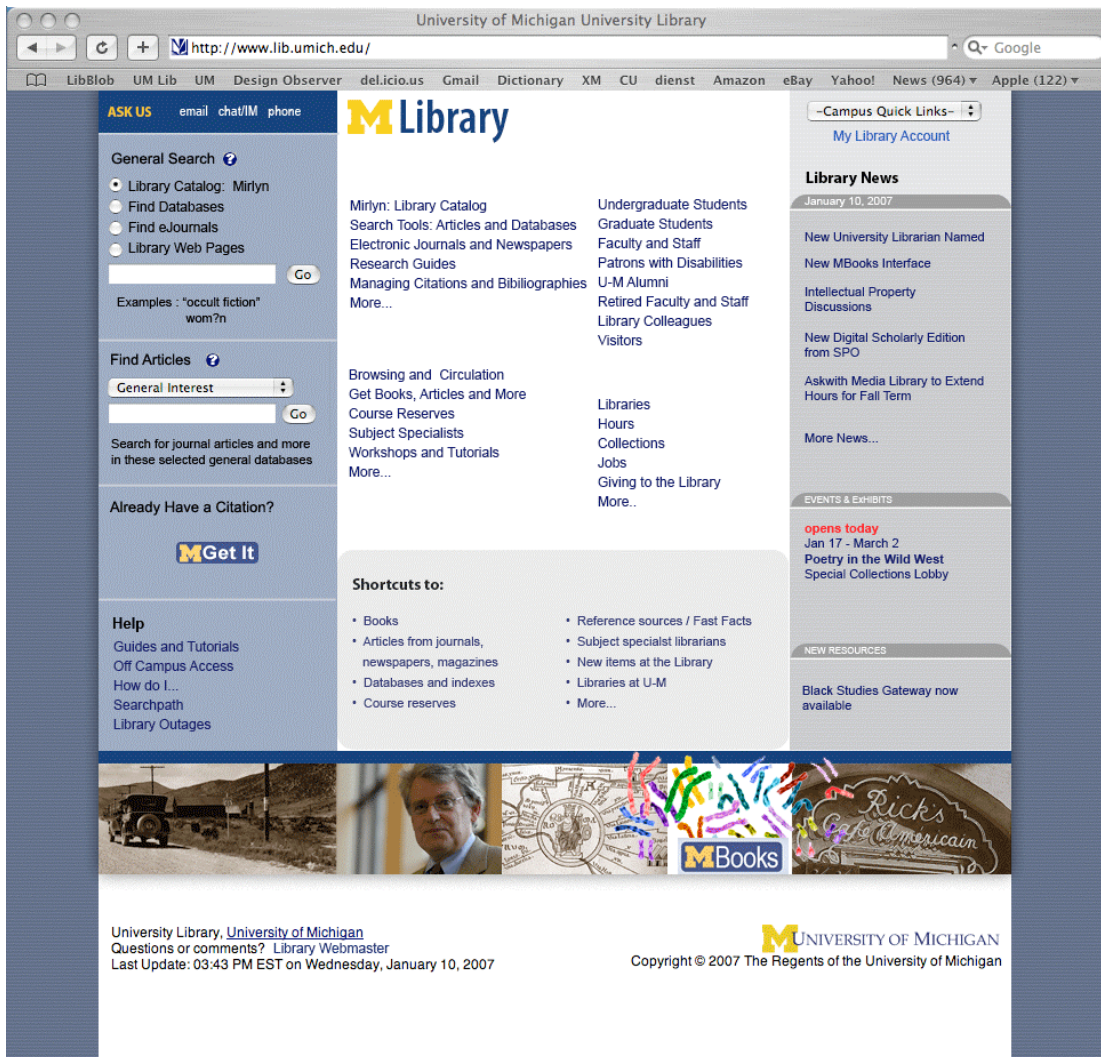 University of Michigan University Library
http://www.lib.umich.edu/
Google
LibBlob UM Lib UM Design Observer del.icio.us Gmail Dictionary XM CU dienst Amazon eBay Yahoo! News (964) Apple (122)
ASK US email chat/IM phone
General Search ?
Library Catalog: Mirlyn
Find Databases
Find eJournals
Library Web Pages
Go
Examples : "occult fiction"
wom?n
Find Articles ?
General Interest
Go
Search for journal articles and more
in these selected general databases
Already Have a Citation?
MGet It
Help
Guides and Tutorials
Off Campus Access
How do I...
Searchpath
Library Outages
M Library
Mirlyn: Library Catalog
Search Tools: Articles and Databases
Electronic Journals and Newspapers
Research Guides
Managing Citations and Bibiliographies
More...
Undergraduate Students
Graduate Students
Faculty and Staff
Patrons with Disabilities
U-M Alumni
Retired Faculty and Staff
Library Colleagues
Visitors
Browsing and Circulation
Get Books, Articles and More
Course Reserves
Subject Specialists
Workshops and Tutorials
More...
Libraries
Hours
Collections
Jobs
Giving to the Library
More..
Shortcuts to:
• Books
• Articles from journals,
newspapers, magazines
• Databases and indexes
• Course reserves
• Reference sources / Fast Facts
• Subject specialst librarians
• New items at the Library
• Libraries at U-M
• More...
–Campus Quick Links–
My Library Account
Library News
January 10, 2007
New University Librarian Named
New MBooks Interface
Intellectual Property
Discussions
New Digital Scholarly Edition
from SPO
Askwith Media Library to Extend
Hours for Fall Term
More News...
EVENTS & ExHIBITS
opens today
Jan 17 - March 2
Poetry in the Wild West
Special Collections Lobby
NEW RESOURCES
Black Studies Gateway now
available
MBooks
Rick's
Cafe Americain
University Library, University of Michigan
Questions or comments? Library Webmaster
Last Update: 03:43 PM EST on Wednesday, January 10, 2007
M UNIVERSITY OF MICHIGAN
Copyright © 2007 The Regents of the University of Michigan